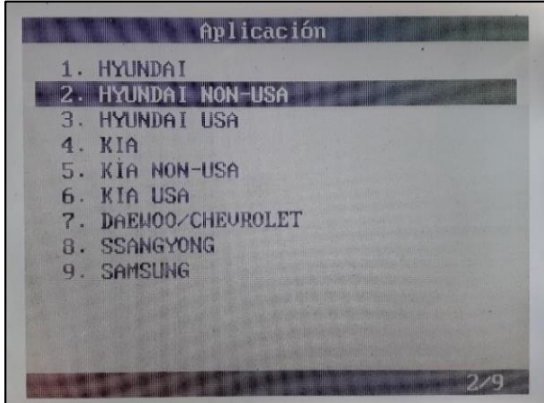 Aplicación
1. HYUNDAI
2. HYUNDAI NON-USA
3. HYUNDAI USA
4. KIA
5. KIA NON-USA
6. KIA USA
7. DAEWOO/CHEVROLET
8. SSANGYONG
9. SAMSUNG
2/9